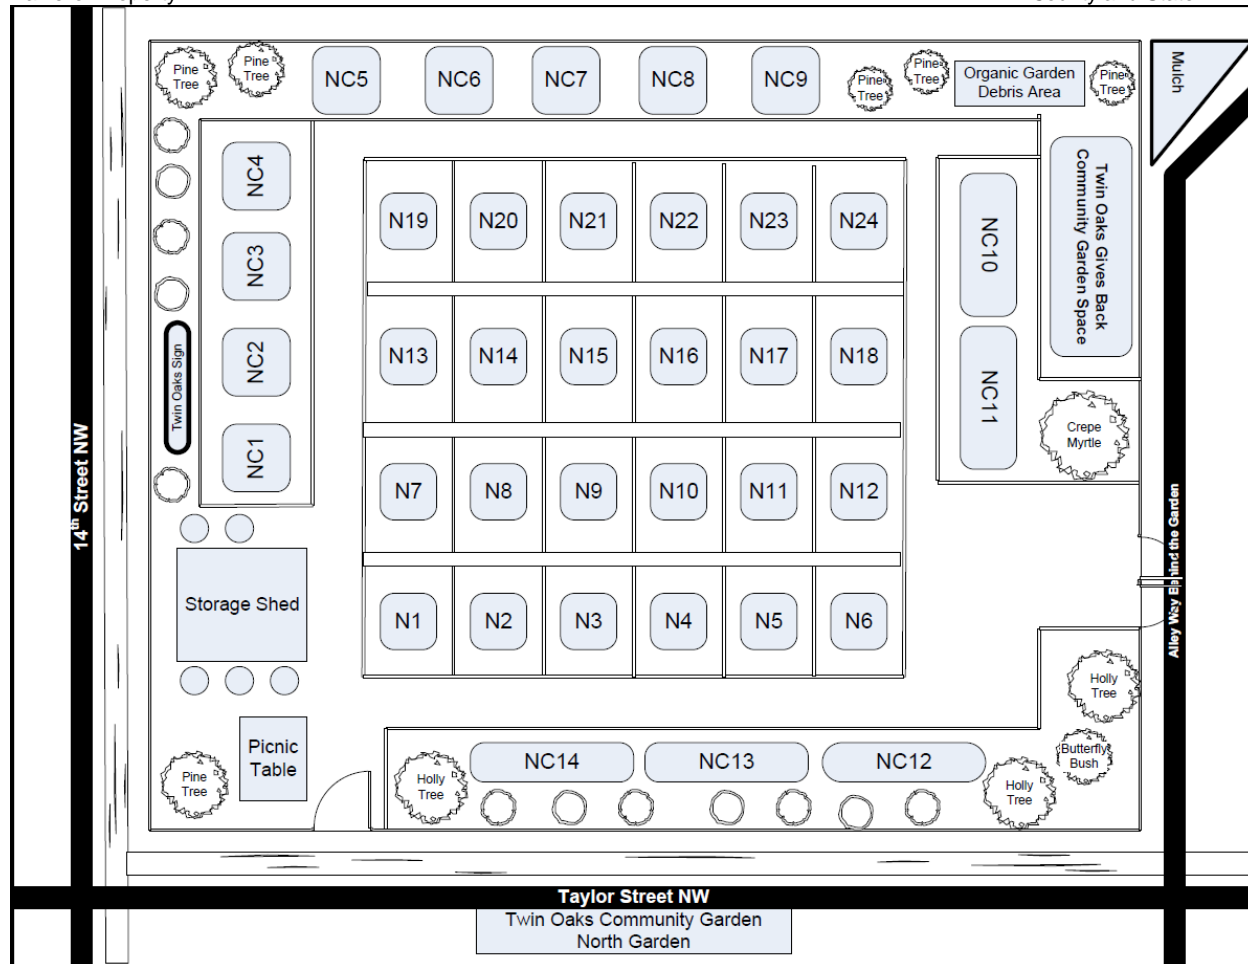 Pine
Tree
Pine
Tree
NC5
NC6
NC7
NC8
NC9
Pine
Tree
Pine
Tree
Organic Garden
Debris Area
Pine
Tree
Mulch
NC4
NC3
NC2
NC1
Twin Oaks Sign
14th Street NW
N19
N20
N21
N22
N23
N24
N13
N14
N15
N16
N17
N18
N7
N8
N9
N10
N11
N12
N1
N2
N3
N4
N5
N6
NC10
NC11
Twin Oaks Gives Back
Community Garden Space
Crepe
Myrtle
Alley Way Behind the Garden
Storage Shed
Picnic
Table
Pine
Tree
Holly
Tree
NC14
NC13
NC12
Holly
Tree
Butterfly
Bush
Holly
Tree
Taylor Street NW
Twin Oaks Community Garden
North Garden